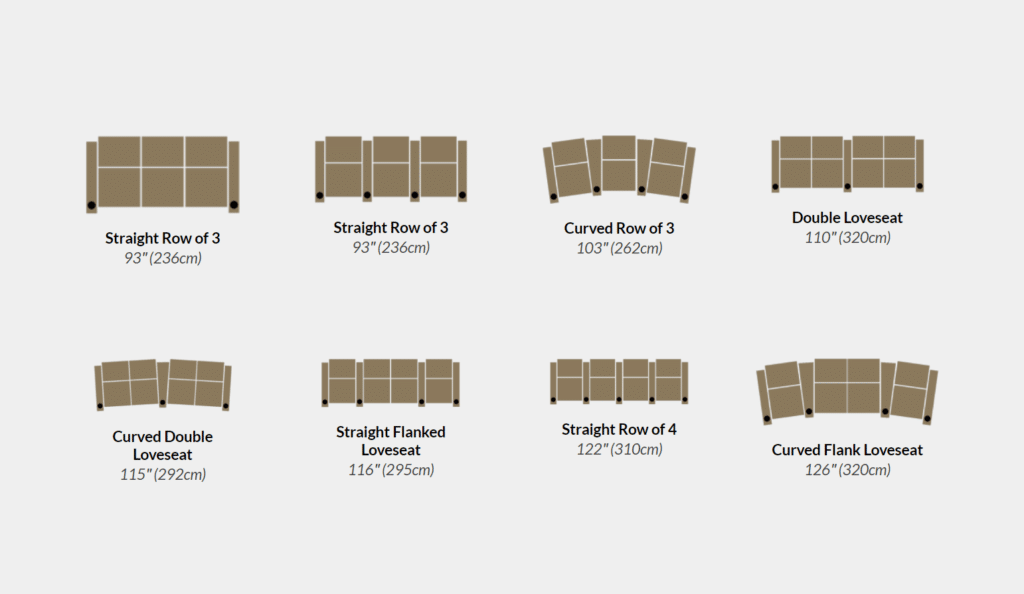 Straight Row of 3
93" (236cm)
Straight Row of 3
93" (236cm)
Curved Row of 3
103" (262cm)
Double Loveseat
110" (320cm)
Curved Double
Loveseat
115" (292cm)
Straight Flanked
Loveseat
116" (295cm)
Straight Row of 4
122" (310cm)
Curved Flank Loveseat
126" (320cm)